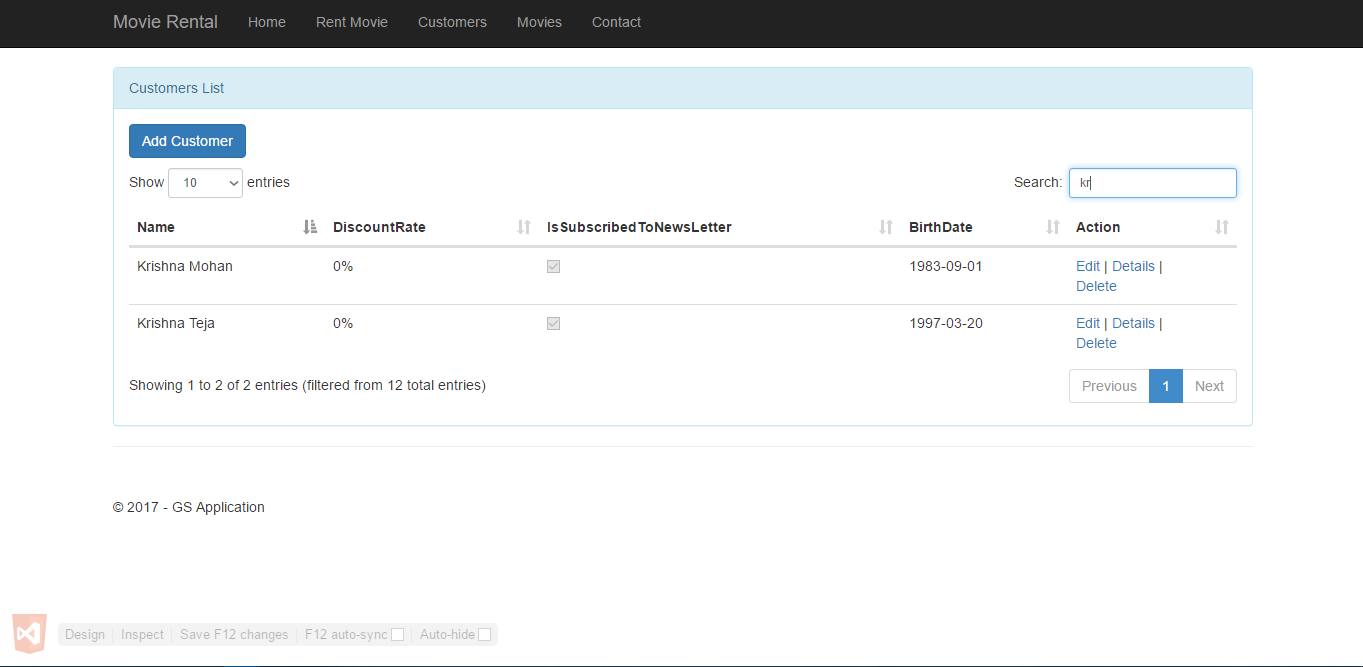 Movie Rental Home Rent Movie Customers Movies Contact
Customers List
Add Customer
Show 10 entries Search: kr
Name DiscountRate IsSubscribedToNewsLetter BirthDate Action
Krishna Mohan 0% 1983-09-01 Edit | Details |
Delete
Krishna Teja 0% 1997-03-20 Edit | Details |
Delete
Showing 1 to 2 of 2 entries (filtered from 12 total entries) Previous 1 Next
© 2017 - GS Application
Design Inspect Save F12 changes F12 auto-sync Auto-hide